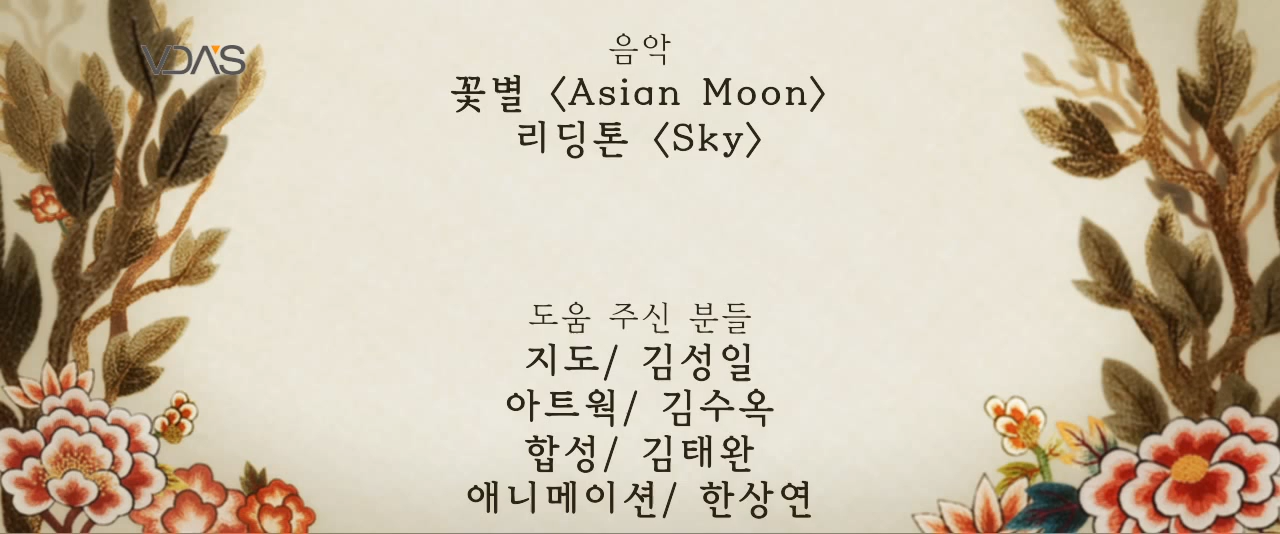 VDAS
음악
꽃별 〈Asian Moon〉
리딩톤 〈Sky〉
도움 주신 분들
지도/ 김성일
아트웍/ 김수옥
합성/ 김태완
애니메이션/ 한상연